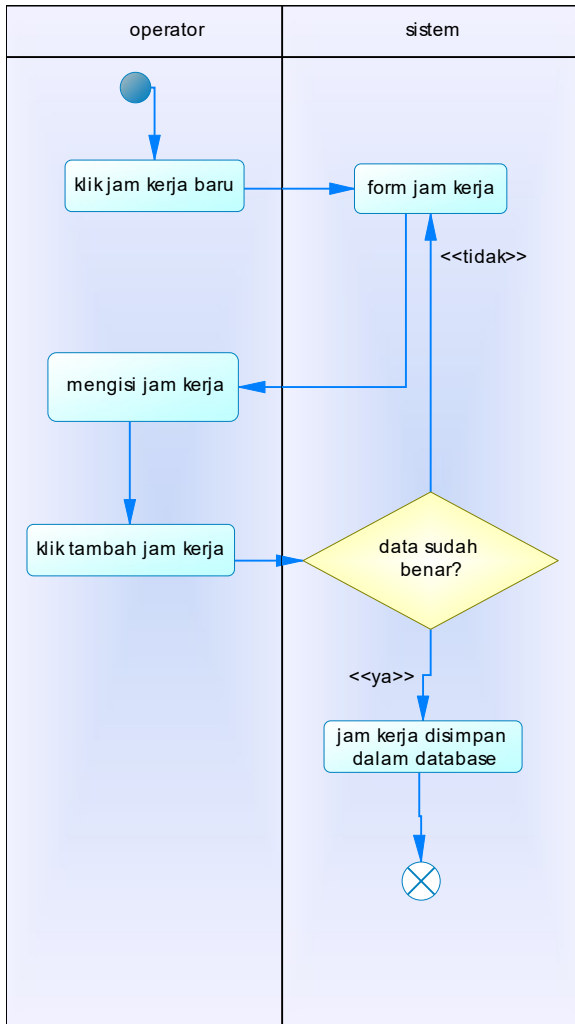 operator
sistem
klik jam kerja baru
form jam kerja
<<tidak>>
mengisi jam kerja
klik tambah jam kerja
data sudah
benar?
<<ya>>
jam kerja disimpan
dalam database